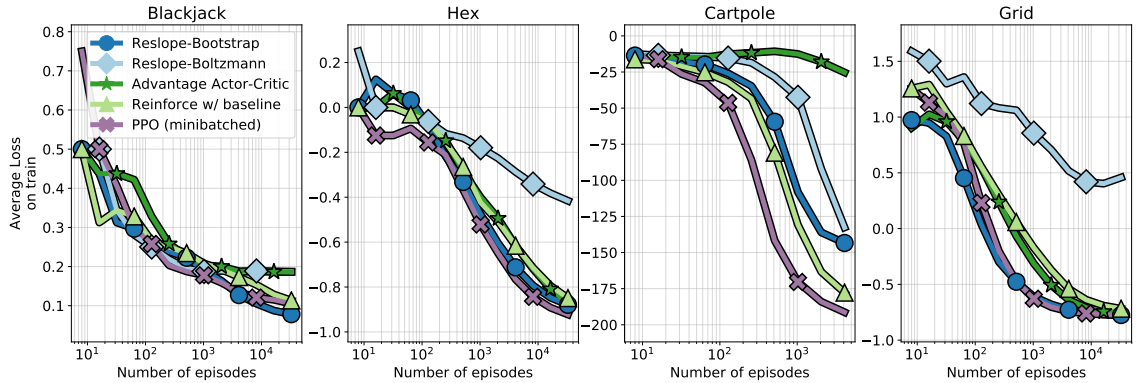 Blackjack
Hex
Cartpole
Grid
Average Loss
on train
0.8
0.7
0.6
0.5
0.4
0.3
0.2
0.1
Reslope-Bootstrap
Reslope-Boltzmann
Advantage Actor-Critic
Reinforce w/ baseline
PPO (minibatched)
10¹ 10² 10³ 10⁴
Number of episodes
0.2
0.0
−0.2
−0.4
−0.6
−0.8
−1.0
10¹ 10² 10³ 10⁴
Number of episodes
0
−25
−50
−75
−100
−125
−150
−175
−200
10¹ 10² 10³
Number of episodes
1.5
1.0
0.5
0.0
−0.5
−1.0
10¹ 10² 10³ 10⁴
Number of episodes